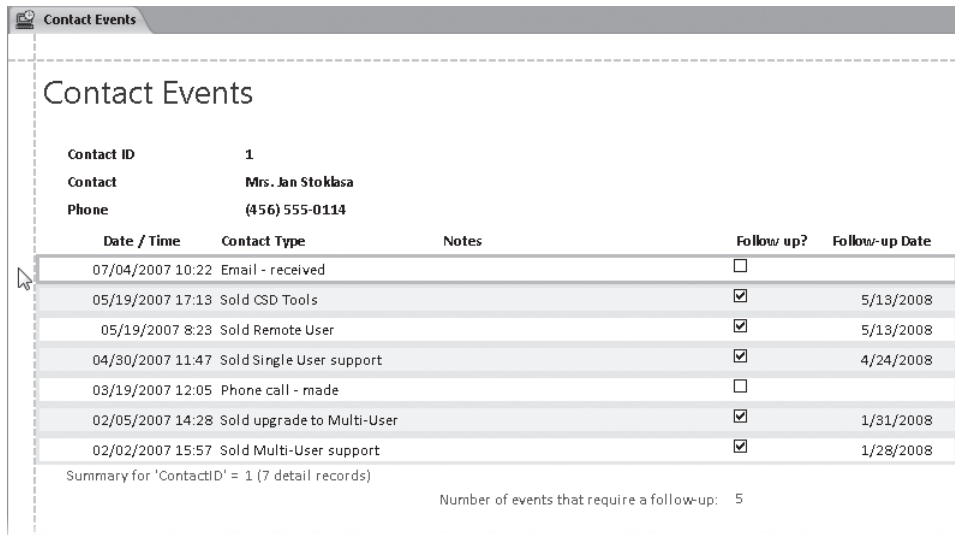 Contact Events
Contact Events
Contact ID 1
Contact Mrs. Jan Stoklasa
Phone (456) 555-0114
Date / Time Contact Type Notes Follow up? Follow-up Date
07/04/2007 10:22 Email - received
05/19/2007 17:13 Sold CSD Tools 5/13/2008
05/19/2007 8:23 Sold Remote User 5/13/2008
04/30/2007 11:47 Sold Single User support 4/24/2008
03/19/2007 12:05 Phone call - made
02/05/2007 14:28 Sold upgrade to Multi-User 1/31/2008
02/02/2007 15:57 Sold Multi-User support 1/28/2008
Summary for 'ContactID' = 1 (7 detail records)
Number of events that require a follow-up: 5